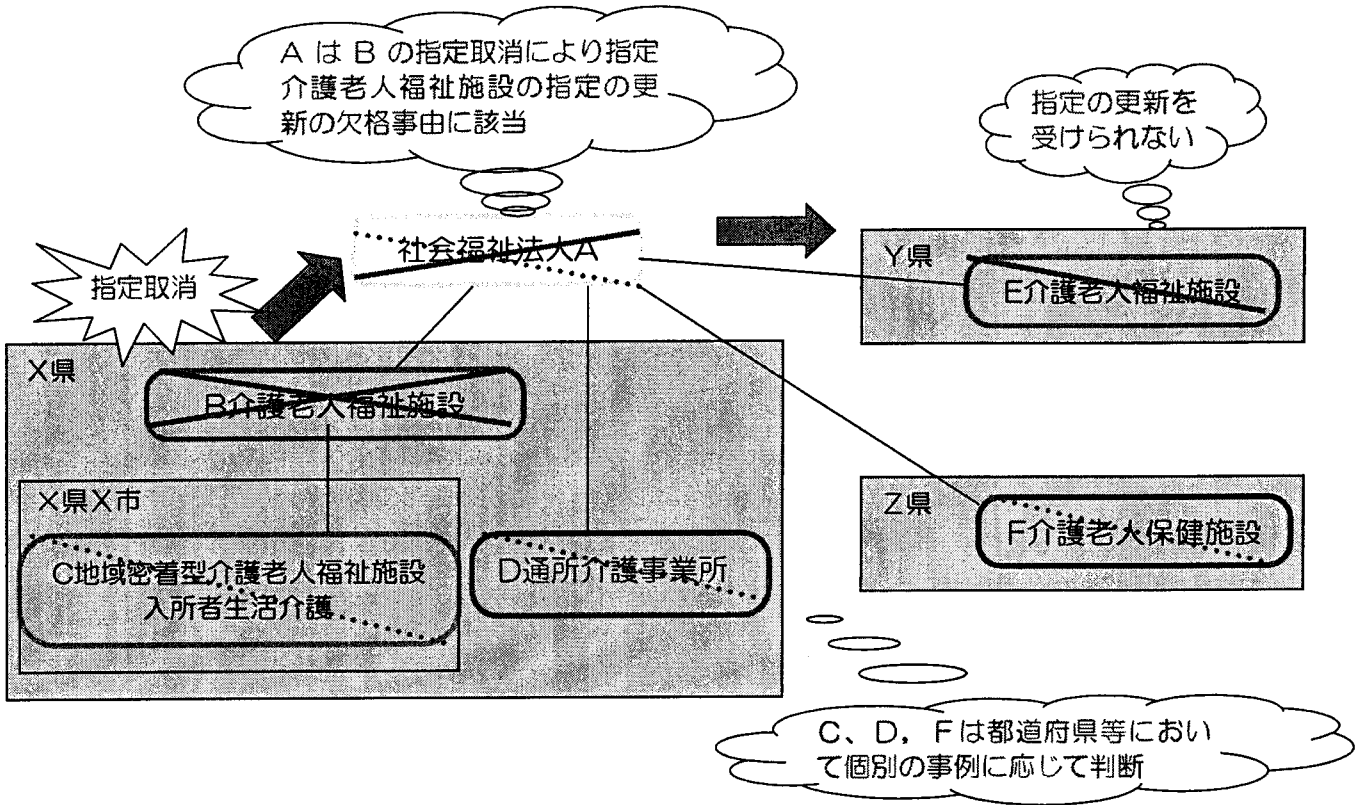 A は B の指定取消により指定
介護老人福祉施設の指定の更
新の欠格事由に該当
指定の更新を
受けられない
社会福祉法人A
指定取消
Y県
E介護老人福祉施設
X県
B介護老人福祉施設
X県X市
C地域密着型介護老人福祉施設
入所者生活介護
D通所介護事業所
Z県
F介護老人保健施設
C、D，Fは都道府県等におい
て個別の事例に応じて判断